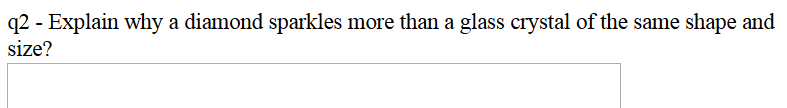 q2 - Explain why a diamond sparkles more than a glass crystal of the same shape and
size?